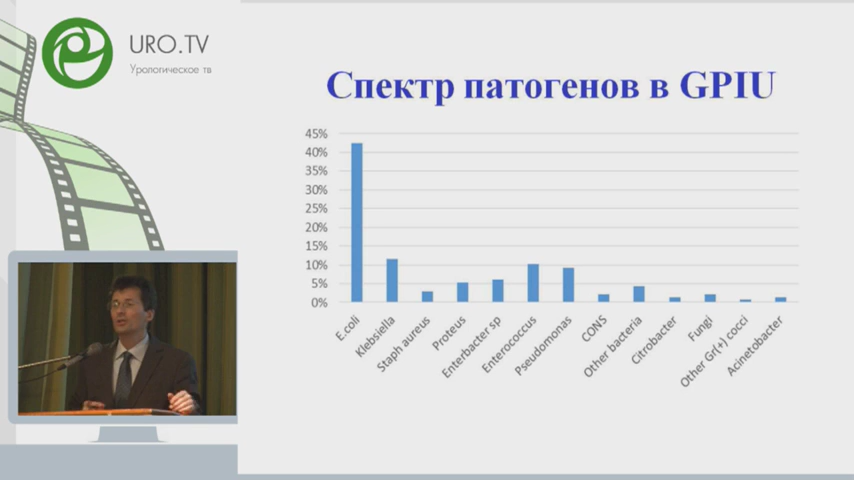 URO.TV
Урологическое тв
Спектр патогенов в GPIU
45%
40%
35%
30%
25%
20%
15%
10%
5%
0%
E.coli
Klebsiella
Staph aureus
Proteus
Enterbacter sp
Enterococcus
Pseudomonas
CONS
Other bacteria
Citrobacter
Fungi
Other Gr(+) cocci
Acinetobacter